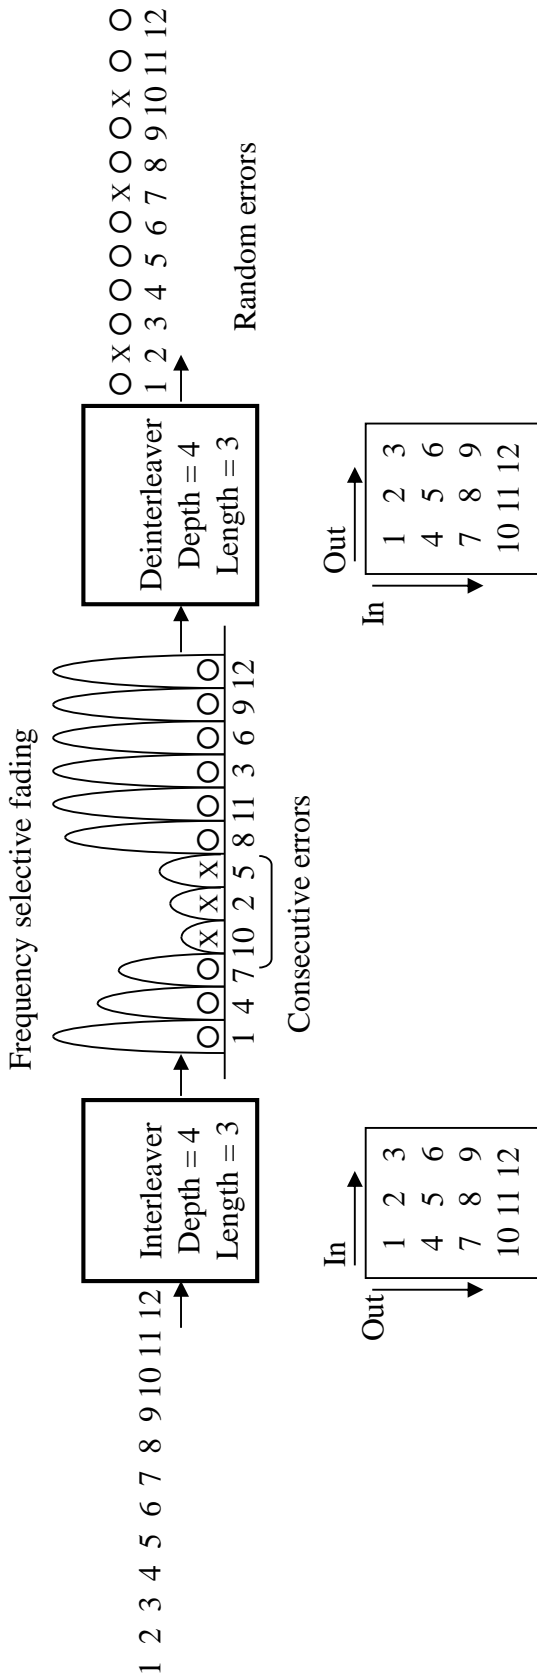 Frequency selective fading
1 2 3 4 5 6 7 8 9 10 11 12
Interleaver
Depth = 4
Length = 3
O O O X X X O O O O O O
1 4 7 10 2 5 8 11 3 6 9 12
Consecutive errors
Deinterleaver
Depth = 4
Length = 3
O X O O O O X O O X O O
1 2 3 4 5 6 7 8 9 10 11 12
Random errors
In
Out
1 2 3
4 5 6
7 8 9
10 11 12
Out
In
1 2 3
4 5 6
7 8 9
10 11 12